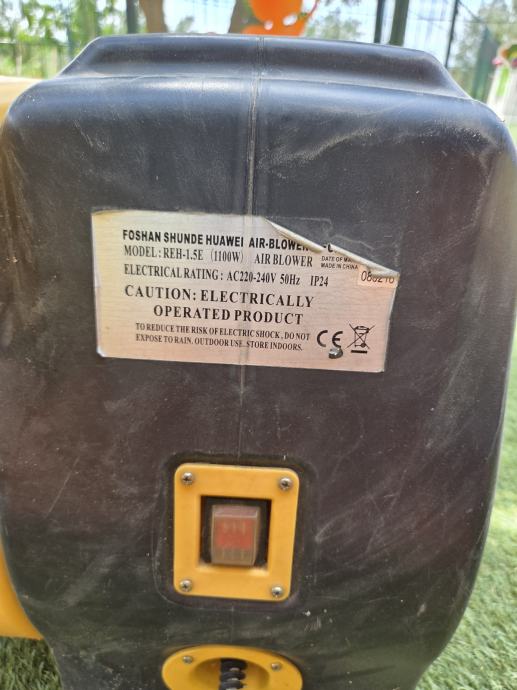 FOSHAN SHUNDE HUAWEI AIR-BLOWER
MODEL: REH-1.5E (1100W) AIR BLOWER
DATE OF
MADE IN CHINA
ELECTRICAL RATING: AC220-240V 50Hz IP24
CAUTION: ELECTRICALLY
OPERATED PRODUCT
TO REDUCE THE RISK OF ELECTRIC SHOCK, DO NOT
EXPOSE TO RAIN. OUTDOOR USE. STORE INDOORS.
CE